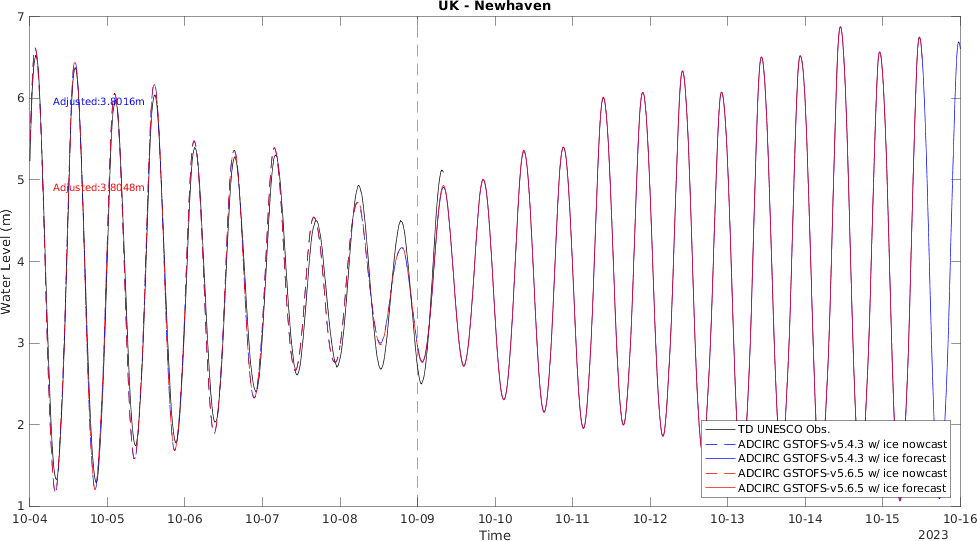 UK - Newhaven
7
6
5
4
3
2
1
Water Level (m)
Adjusted:3.8016m
Adjusted:3.8048m
TD UNESCO Obs.
ADCIRC GSTOFS-v5.4.3 w/ ice nowcast
ADCIRC GSTOFS-v5.4.3 w/ ice forecast
ADCIRC GSTOFS-v5.6.5 w/ ice nowcast
ADCIRC GSTOFS-v5.6.5 w/ ice forecast
10-04 10-05 10-06 10-07 10-08 10-09 10-10 10-11 10-12 10-13 10-14 10-15 10-16
Time
2023